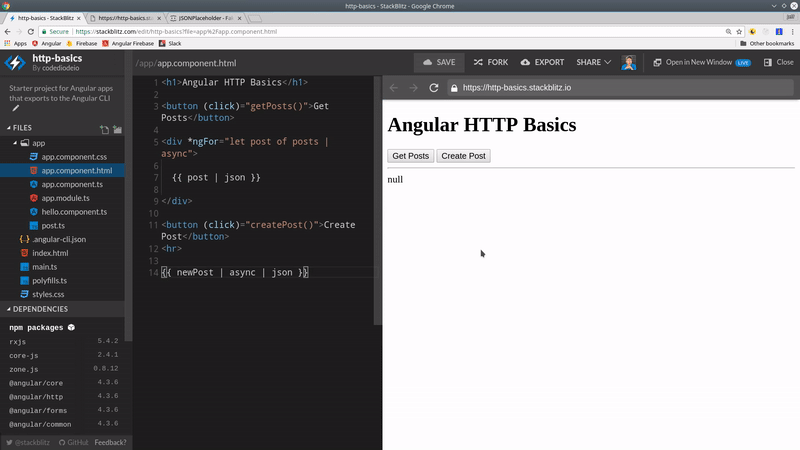 http-basics - StackBlitz - Google Chrome
http-basics - StackBlitz
https://http-basics.stac
JSONPlaceholder - Fak
Secure
https://stackblitz.com/edit/http-basics?file=app%2Fapp.component.html
Apps
Angular
Firebase
Angular Firebase
Slack
Other bookmarks
http-basics
By codediodeio
Starter project for Angular apps
that exports to the Angular CLI
FILES
app
app.component.css
app.component.html
app.component.ts
app.module.ts
hello.component.ts
post.ts
.angular-cli.json
index.html
main.ts
polyfills.ts
styles.css
DEPENDENCIES
npm packages
rxjs 5.4.2
core-js 2.4.1
zone.js 0.8.12
@angular/core 4.3.6
@angular/http 4.3.6
@angular/forms 4.3.6
@angular/common 4.3.6
@stackblitz GitHub Feedback?
/app/app.component.html
SAVE
FORK
EXPORT
SHARE
Open in New Window LIVE
Close
1 <h1>Angular HTTP Basics</h1>
2
3 <button (click)="getPosts()">Get
Posts</button>
4
5 <div *ngFor="let post of posts |
async">
6
7 {{ post | json }}
8
9 </div>
10
11 <button (click)="createPost()">Create
Post</button>
12 <hr>
13
14 {{ newPost | async | json }}
https://http-basics.stackblitz.io
Angular HTTP Basics
Get Posts Create Post
null